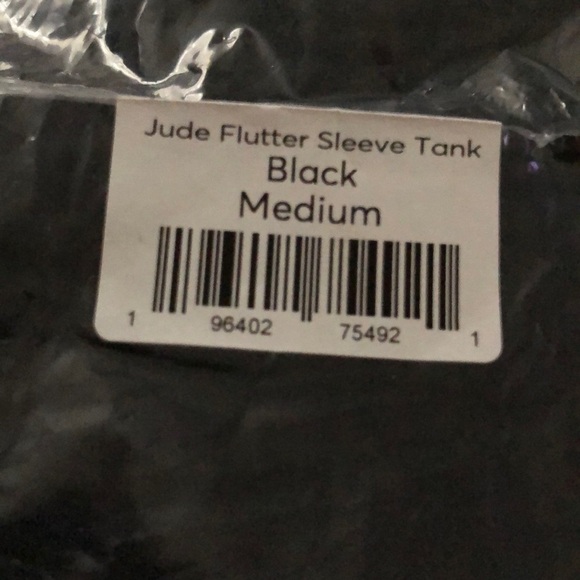 Jude Flutter Sleeve Tank
Black
Medium
1 96402 75492 1